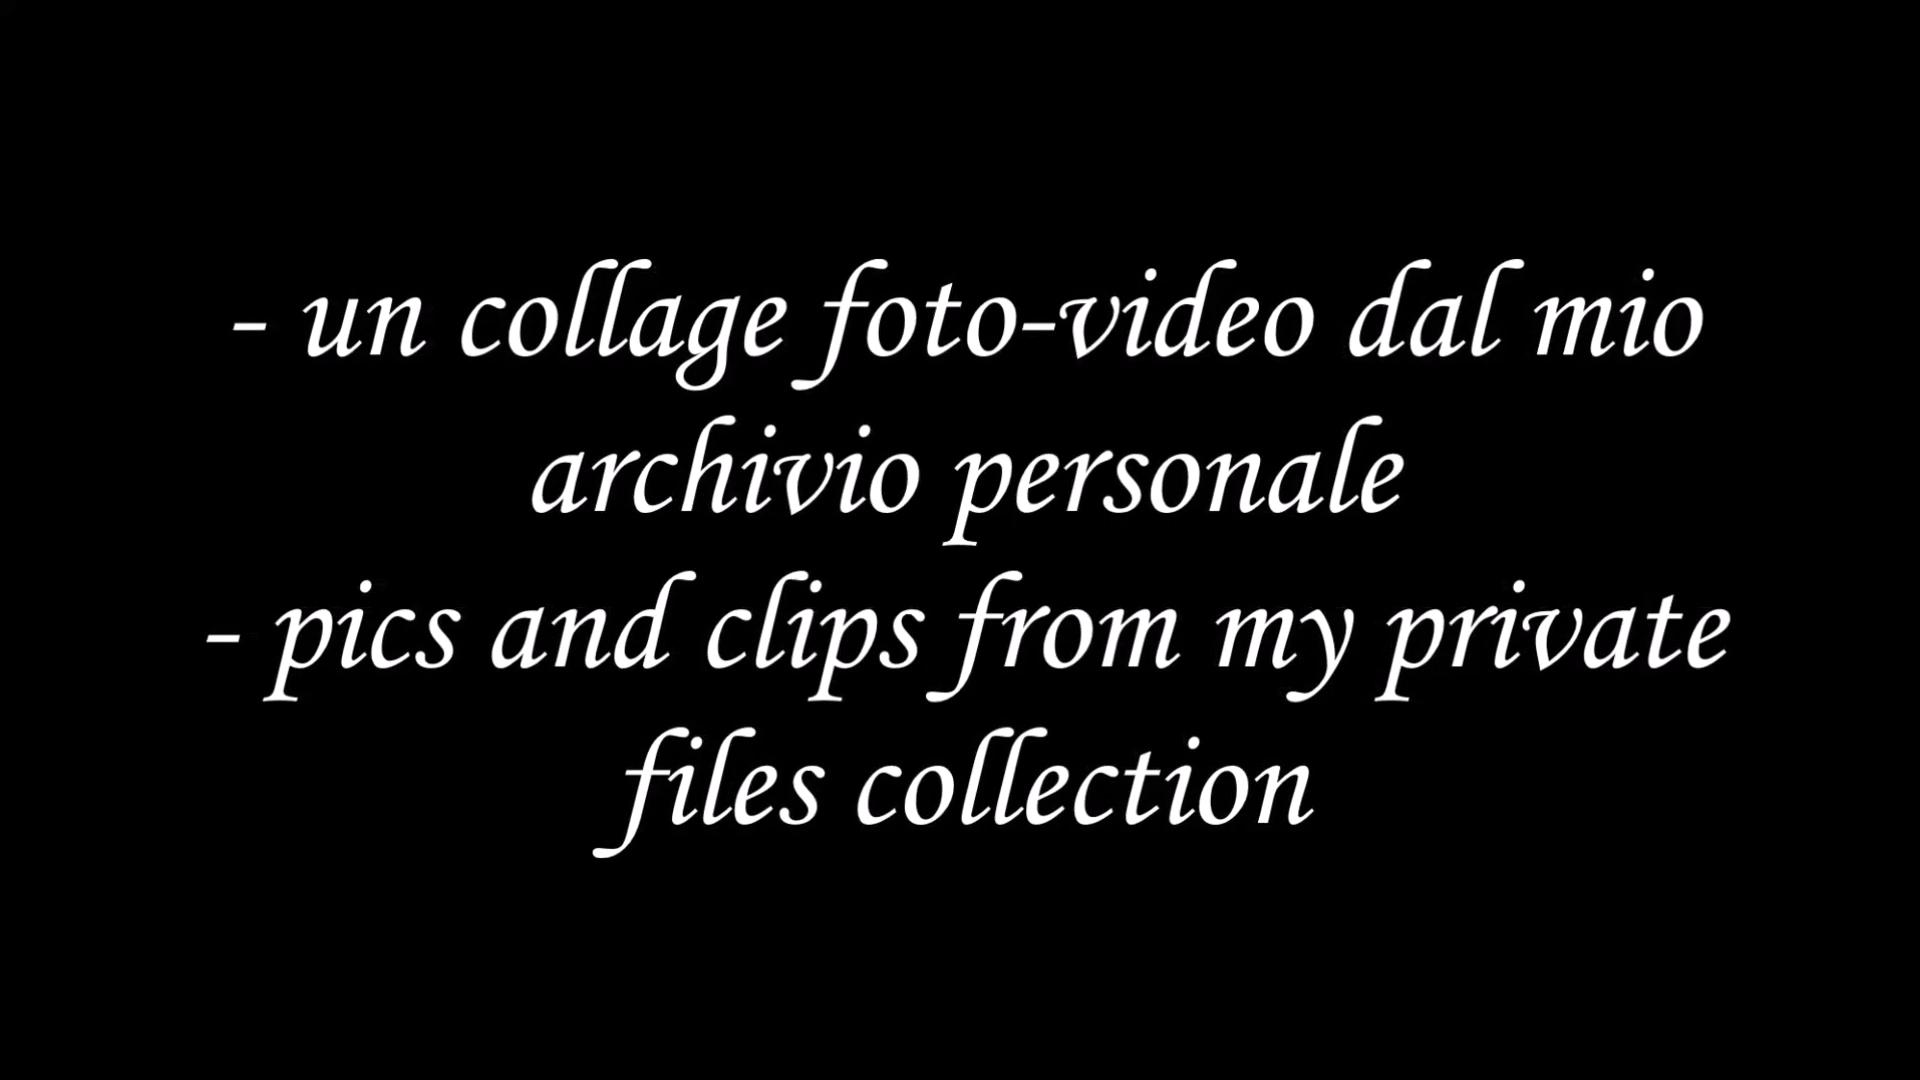 - un collage foto-video dal mio
archivio personale
- pics and clips from my private
files collection